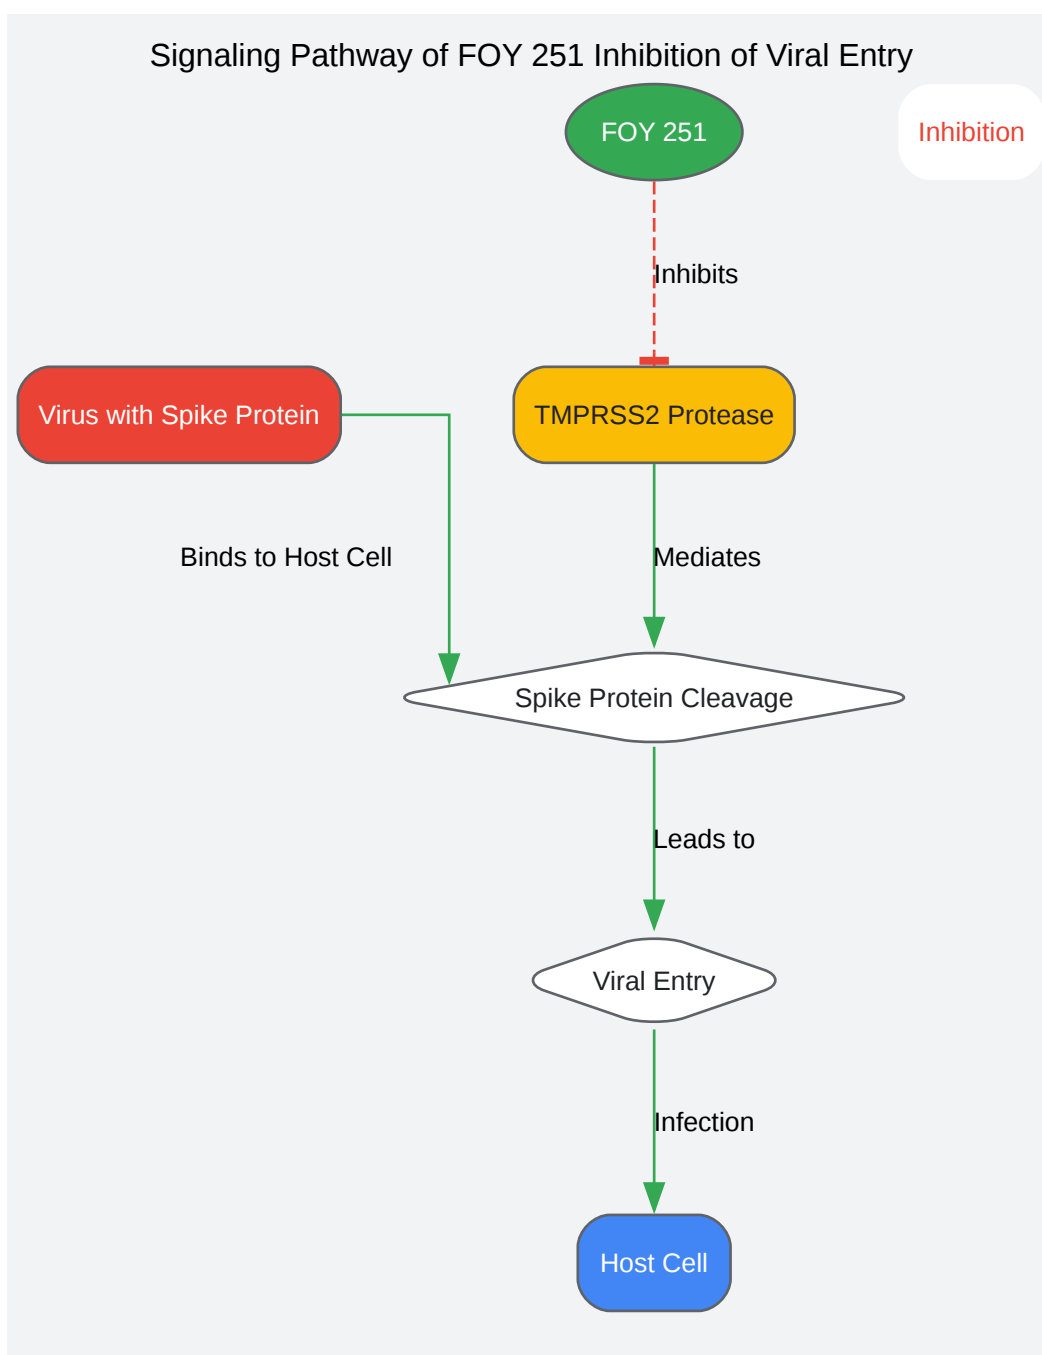 Signaling Pathway of FOY 251 Inhibition of Viral Entry
FOY 251
Inhibition
Inhibits
Virus with Spike Protein
TMPRSS2 Protease
Binds to Host Cell
Mediates
Spike Protein Cleavage
Leads to
Viral Entry
Infection
Host Cell